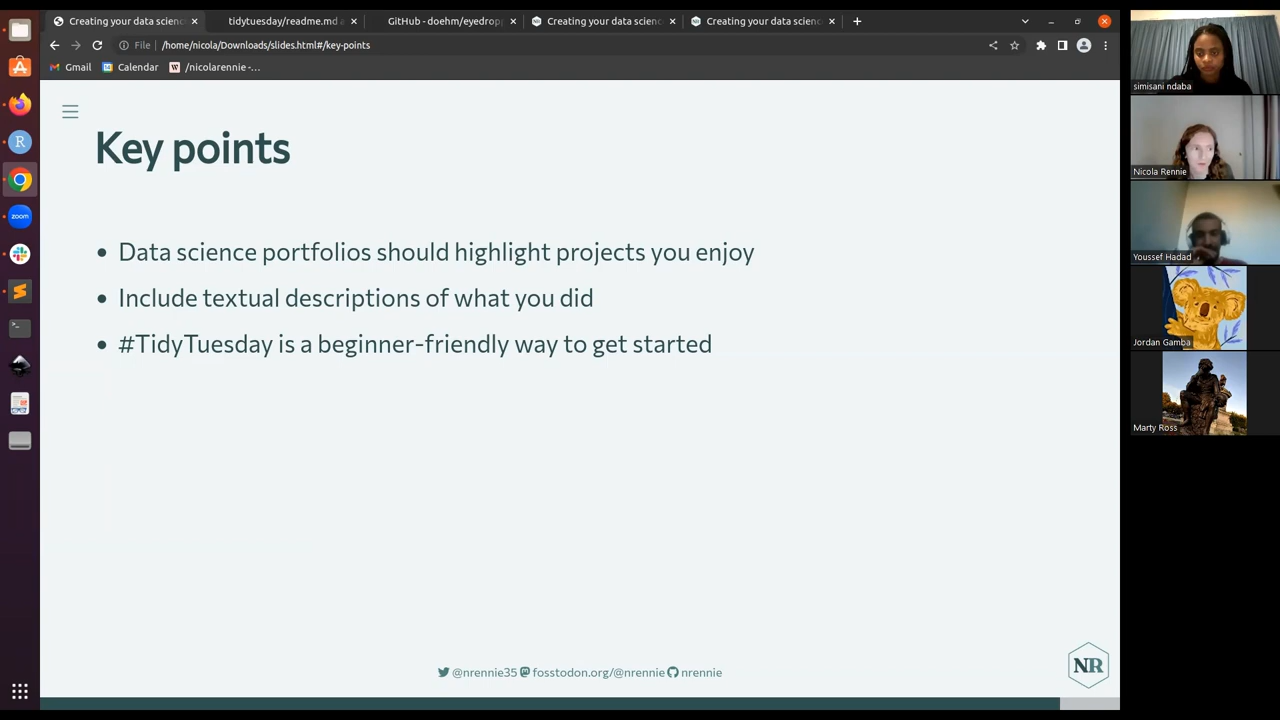 Creating your data scienc
tidytuesday/readme.md a
GitHub - doehm/eyedropp
Creating your data scienc
Creating your data scienc
File
/home/nicola/Downloads/slides.html#/key-points
Gmail
Calendar
/nicolarennie -...
Key points
• Data science portfolios should highlight projects you enjoy
• Include textual descriptions of what you did
• #TidyTuesday is a beginner-friendly way to get started
@nrennie35 fosstodon.org/@nrennie nrennie
NR
R
zoom
simisani ndaba
Nicola Rennie
Youssef Hadad
Jordan Gamba
Marty Ross